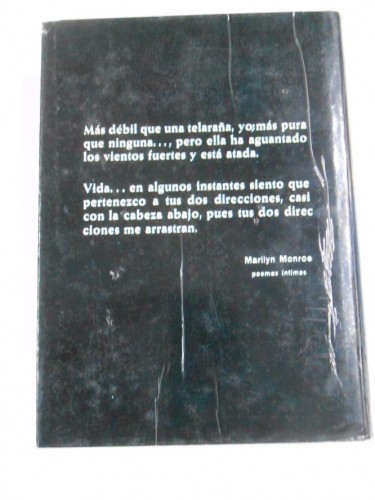 Más débil que una telaraña, yo, más pura
que ninguna..., pero ella ha aguantado
los vientos fuertes y está atada.
Vida... en algunos instantes siento que
pertenezco a tus dos direcciones, casi
con la cabeza abajo, pues tus dos direc
ciones me arrastran.
Marilyn Monroe
poemas íntimos